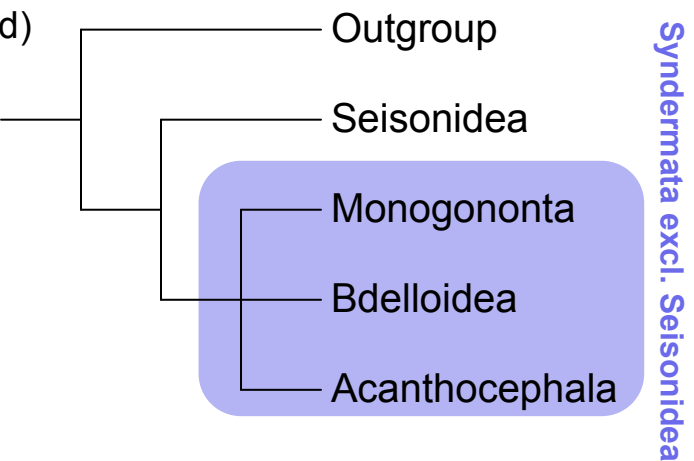 d)
Outgroup
Seisonidea
Monogononta
Bdelloidea
Acanthocephala
Syndermata excl. Seisonidea